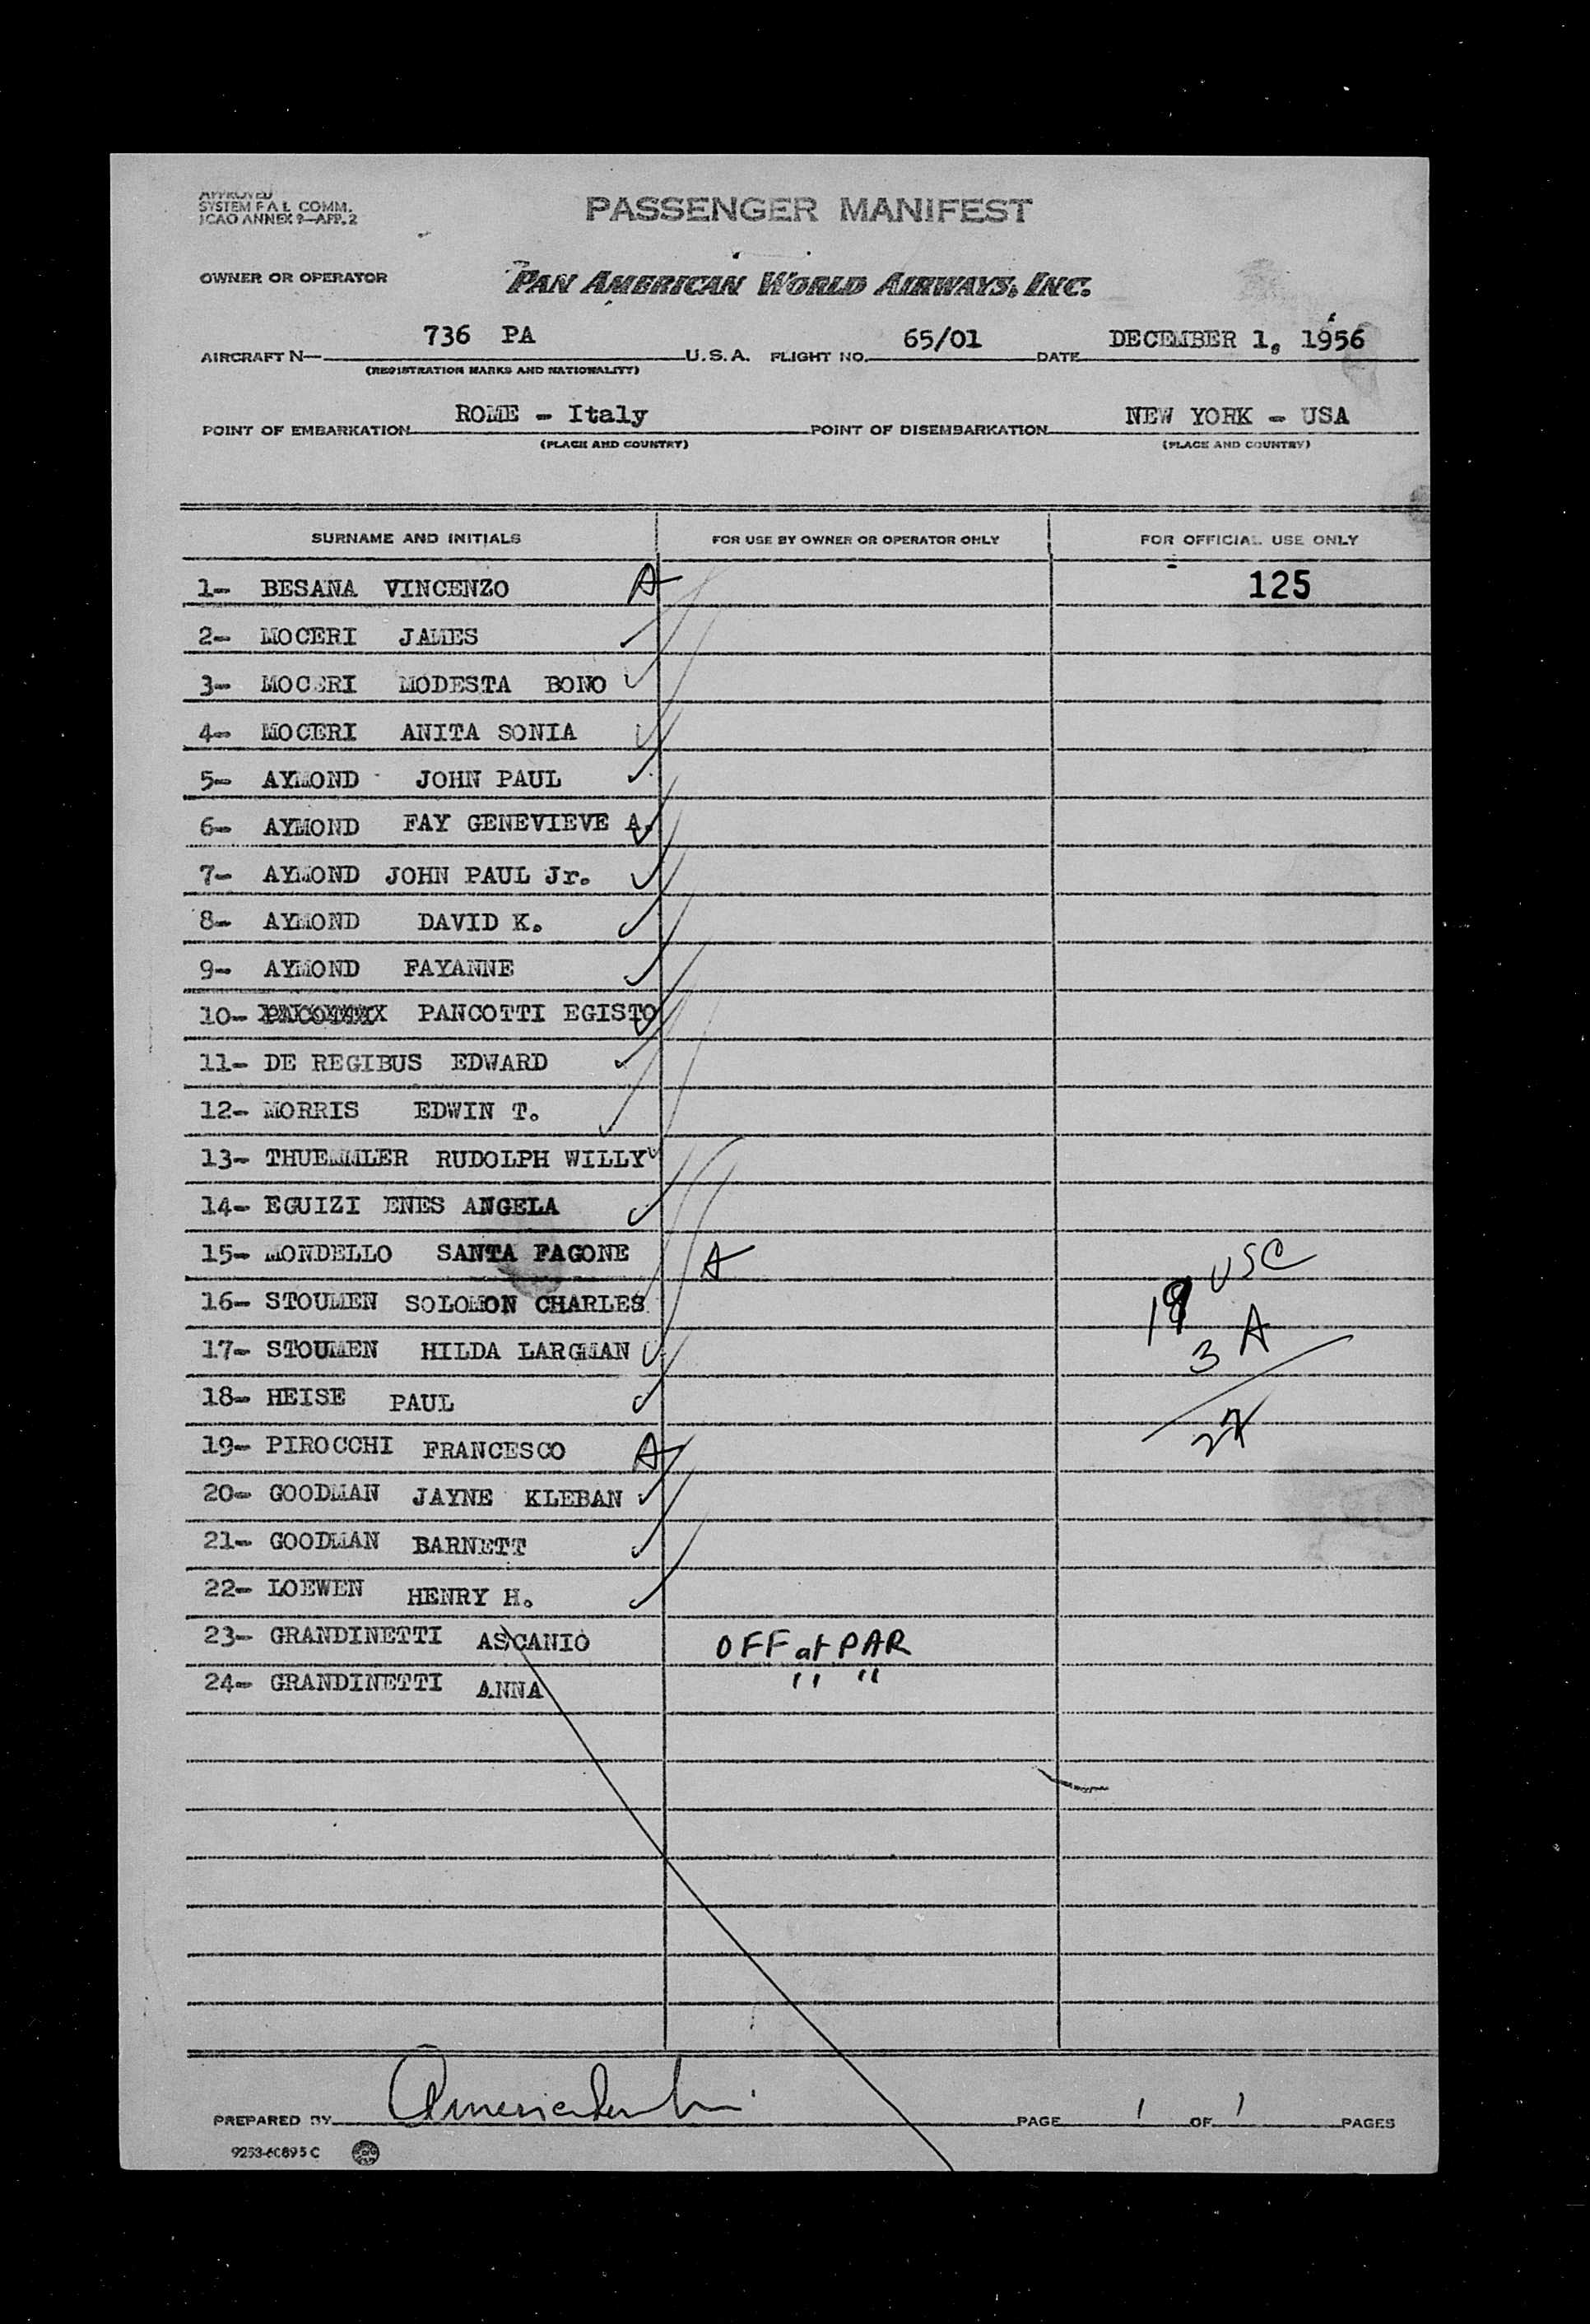 APPROVED
SYSTEM F A L COMM.
ICAO ANNEX 9—APP. 2
PASSENGER MANIFEST
OWNER OR OPERATOR PAN AMERICAN WORLD AIRWAYS, INC.
AIRCRAFT N— 736 PA U.S.A. FLIGHT NO. 65/01 DATE DECEMBER 1, 1956
(REGISTRATION MARKS AND NATIONALITY)
POINT OF EMBARKATION ROME - Italy POINT OF DISEMBARKATION NEW YORK - USA
(PLACE AND COUNTRY) (PLACE AND COUNTRY)
SURNAME AND INITIALS FOR USE BY OWNER OR OPERATOR ONLY FOR OFFICIAL USE ONLY
1- BESANA VINCENZO A 125
2- MOCERI JAMES
3- MOCERI MODESTA BONO
4- MOCERI ANITA SONIA
5- AYMOND JOHN PAUL
6- AYMOND FAY GENEVIEVE A.
7- AYMOND JOHN PAUL Jr.
8- AYMOND DAVID K.
9- AYMOND FAYANNE
10- PANCOTTI EGISTO
11- DE REGIBUS EDWARD
12- MORRIS EDWIN T.
13- THUEMMLER RUDOLPH WILLY
14- EGUIZI ENES ANGELA
15- MONDELLO SANTA FAGONE A USC
16- STOUMEN SOLOMON CHARLES 19
17- STOUMEN HILDA LARGMAN 3 A
18- HEISE PAUL
19- PIROCCHI FRANCESCO A 22
20- GOODMAN JAYNE KLEBAN
21- GOODMAN BARNETT
22- LOEWEN HENRY H.
23- GRANDINETTI ASCANIO OFF at PAR
24- GRANDINETTI ANNA " "
PREPARED BY PAGE 1 OF 1 PAGES
9253-60895 C